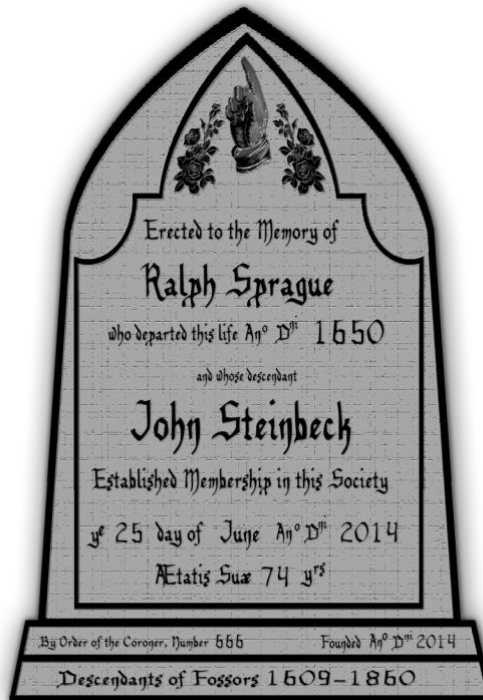 Erected to the Memory of
Ralph Sprague
who departed this life Anº Dⁿⁱ 1650
and whose descendant
John Steinbeck
Established Membership in this Society
yᵉ 25 day of June Anº Dⁿⁱ 2014
Ætatis Suæ 74 yʳˢ
By Order of the Coroner, Number 666 Founded Anº Dⁿⁱ 2014
Descendants of Fossors 1609-1860